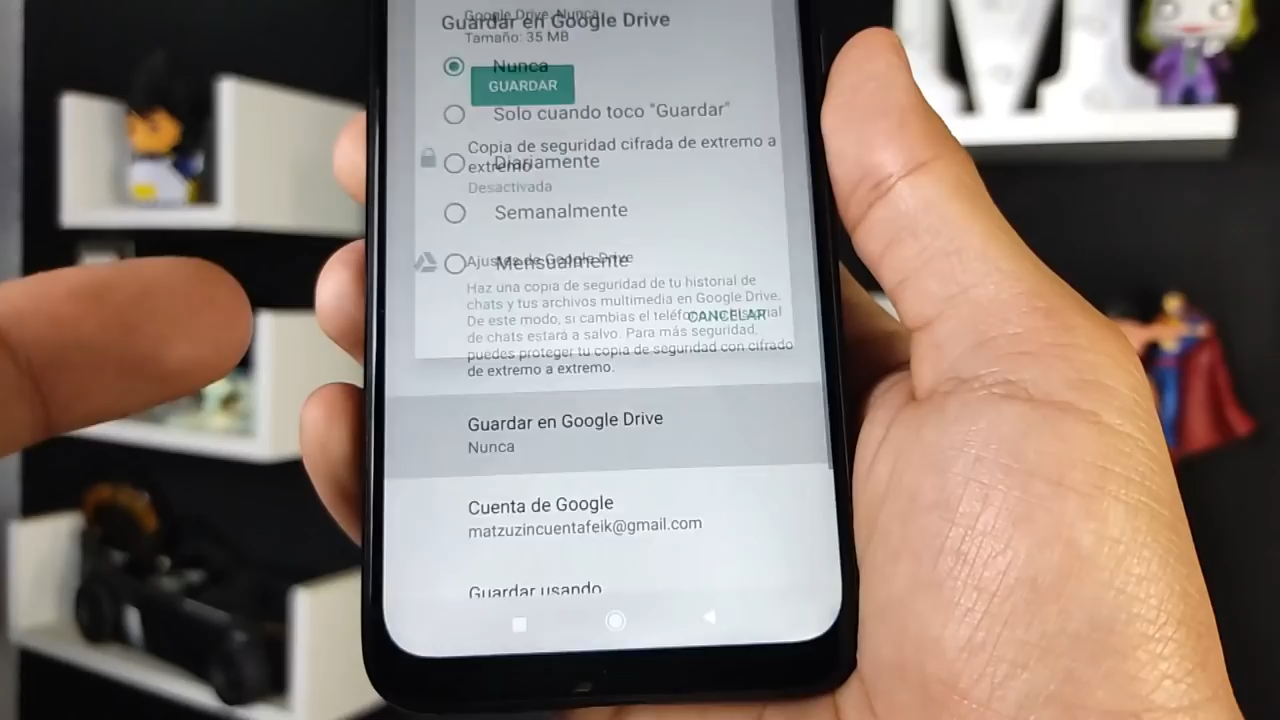 Google Drive: Nunca
Guardar en Google Drive
Tamaño: 35 MB
Nunca
GUARDAR
Solo cuando toco "Guardar"
Copia de seguridad cifrada de extremo a
extremo
Diariamente
Desactivada
Semanalmente
Ajustes de Google Drive
Mensualmente
Haz una copia de seguridad de tu historial de
chats y tus archivos multimedia en Google Drive.
De este modo, si cambias el teléfono, tu historial
CANCELAR
de chats estará a salvo. Para más seguridad,
puedes proteger tu copia de seguridad con cifrado
de extremo a extremo.
Guardar en Google Drive
Nunca
Cuenta de Google
matzuzincuentafeik@gmail.com
Guardar usando
M